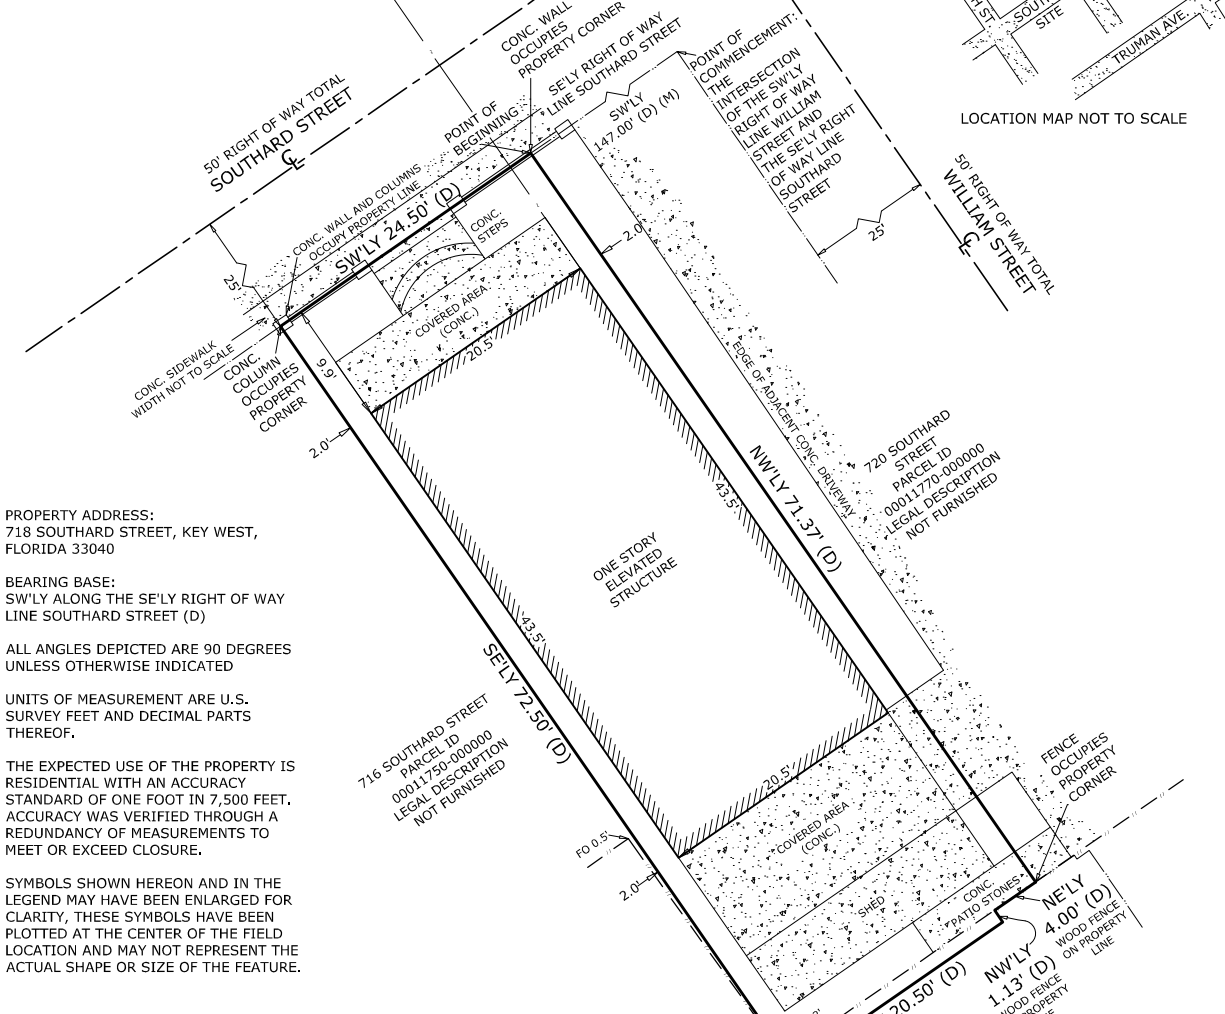 H ST
SOUTH
SITE
TRUMAN AVE.
LOCATION MAP NOT TO SCALE
CONC. WALL
OCCUPIES
PROPERTY CORNER
SE'LY RIGHT OF WAY
LINE SOUTHARD STREET
POINT OF
COMMENCEMENT:
THE
INTERSECTION
OF THE SW'LY
RIGHT OF WAY
LINE WILLIAM
STREET AND
THE SE'LY RIGHT
OF WAY LINE
SOUTHARD
STREET
50' RIGHT OF WAY TOTAL
SOUTHARD STREET
CL
POINT OF
BEGINNING
SW'LY
147.00' (D) (M)
50' RIGHT OF WAY TOTAL
WILLIAM STREET
CL
25'
CONC. WALL AND COLUMNS
OCCUPY PROPERTY LINE
SW'LY 24.50' (D)
CONC.
STEPS
2.0'
25'
COVERED AREA
(CONC.)
20.5'
CONC. SIDEWALK
WIDTH NOT TO SCALE
CONC.
COLUMN
OCCUPIES
PROPERTY
CORNER
9.9'
2.0'
EDGE OF ADJACENT CONC. DRIVEWAY
720 SOUTHARD
STREET
PARCEL ID
00011770-000000
LEGAL DESCRIPTION
NOT FURNISHED
NW'LY 71.37' (D)
43.5'
ONE STORY
ELEVATED
STRUCTURE
43.5'
SE'LY 72.50' (D)
716 SOUTHARD STREET
PARCEL ID
00011750-000000
LEGAL DESCRIPTION
NOT FURNISHED
20.5'
COVERED AREA
(CONC.)
FENCE
OCCUPIES
PROPERTY
CORNER
FO 0.5'
2.0'
SHED
CONC.
PATIO STONES
NE'LY
4.00' (D)
WOOD FENCE
ON PROPERTY
LINE
NW'LY
1.13' (D)
WOOD FENCE
PROPERTY
20.50' (D)
PROPERTY ADDRESS:
718 SOUTHARD STREET, KEY WEST,
FLORIDA 33040
BEARING BASE:
SW'LY ALONG THE SE'LY RIGHT OF WAY
LINE SOUTHARD STREET (D)
ALL ANGLES DEPICTED ARE 90 DEGREES
UNLESS OTHERWISE INDICATED
UNITS OF MEASUREMENT ARE U.S.
SURVEY FEET AND DECIMAL PARTS
THEREOF.
THE EXPECTED USE OF THE PROPERTY IS
RESIDENTIAL WITH AN ACCURACY
STANDARD OF ONE FOOT IN 7,500 FEET.
ACCURACY WAS VERIFIED THROUGH A
REDUNDANCY OF MEASUREMENTS TO
MEET OR EXCEED CLOSURE.
SYMBOLS SHOWN HEREON AND IN THE
LEGEND MAY HAVE BEEN ENLARGED FOR
CLARITY, THESE SYMBOLS HAVE BEEN
PLOTTED AT THE CENTER OF THE FIELD
LOCATION AND MAY NOT REPRESENT THE
ACTUAL SHAPE OR SIZE OF THE FEATURE.